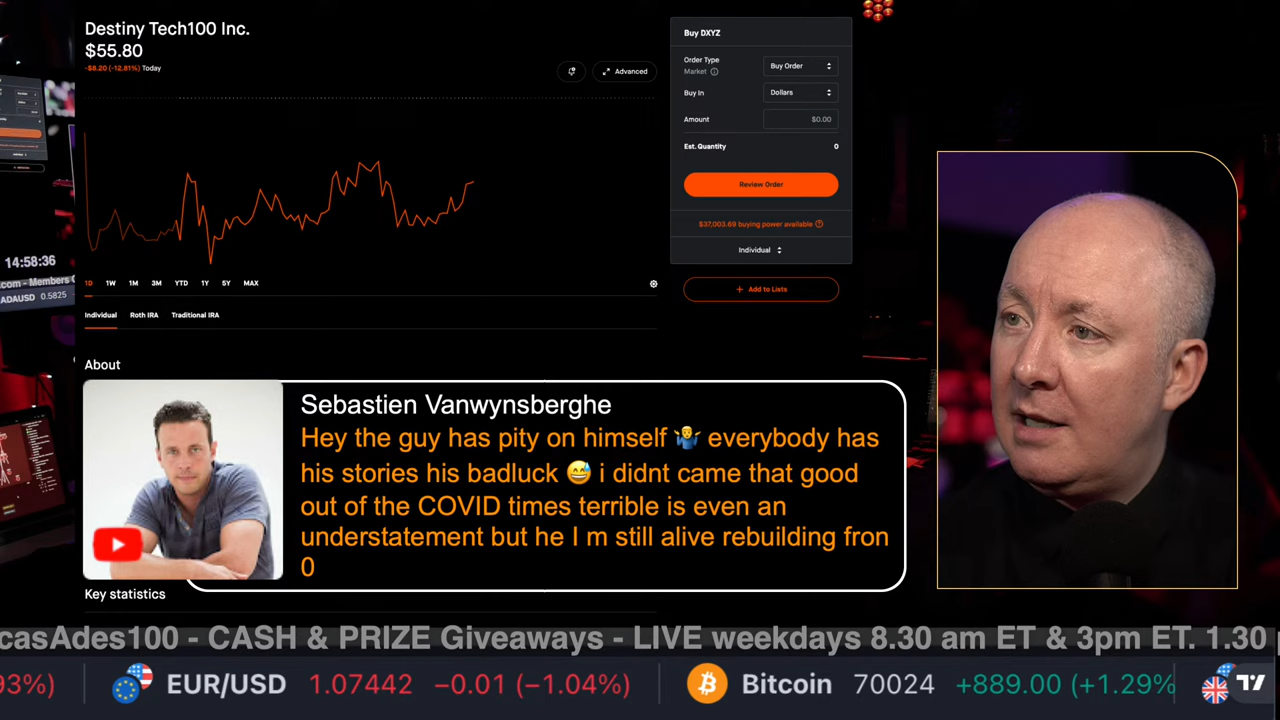 Destiny Tech100 Inc.
$55.80
-$8.20 (-12.81%) Today
Advanced
Buy DXYZ
Order Type
Market
Buy Order
Buy In
Dollars
Amount
$0.00
Est. Quantity
0
Review Order
$37,003.69 buying power available
Individual
Add to Lists
14:58:36
.com - Members
ADAUSD 0.5825
1D 1W 1M 3M YTD 1Y 5Y MAX
Individual Roth IRA Traditional IRA
About
Sebastien Vanwynsberghe
Hey the guy has pity on himself 🤷‍♂️ everybody has
his stories his badluck 😅 i didnt came that good
out of the COVID times terrible is even an
understatement but he I m still alive rebuilding fron
0
Key statistics
casAdes100 - CASH & PRIZE Giveaways - LIVE weekdays 8.30 am ET & 3pm ET. 1.30
93%) EUR/USD 1.07442 −0.01 (−1.04%) Bitcoin 70024 +889.00 (+1.29%